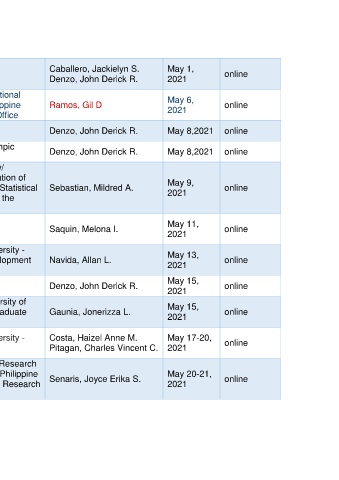 Caballero, Jackielyn S. May 1, online
Denzo, John Derick R. 2021
tional
ppine Ramos, Gil D May 6, online
Office 2021
Denzo, John Derick R. May 8,2021 online
mpic Denzo, John Derick R. May 8,2021 online
y/
ation of
Statistical Sebastian, Mildred A. May 9, online
the 2021
Saquin, Melona I. May 11, online
2021
ersity - Navida, Allan L. May 13, online
lopment 2021
Denzo, John Derick R. May 15, online
2021
rsity of Gaunia, Jonerizza L. May 15, online
aduate 2021
ersity - Costa, Haizel Anne M. May 17-20, online
Pitagan, Charles Vincent C. 2021
Research
Philippine Senaris, Joyce Erika S. May 20-21, online
Research 2021